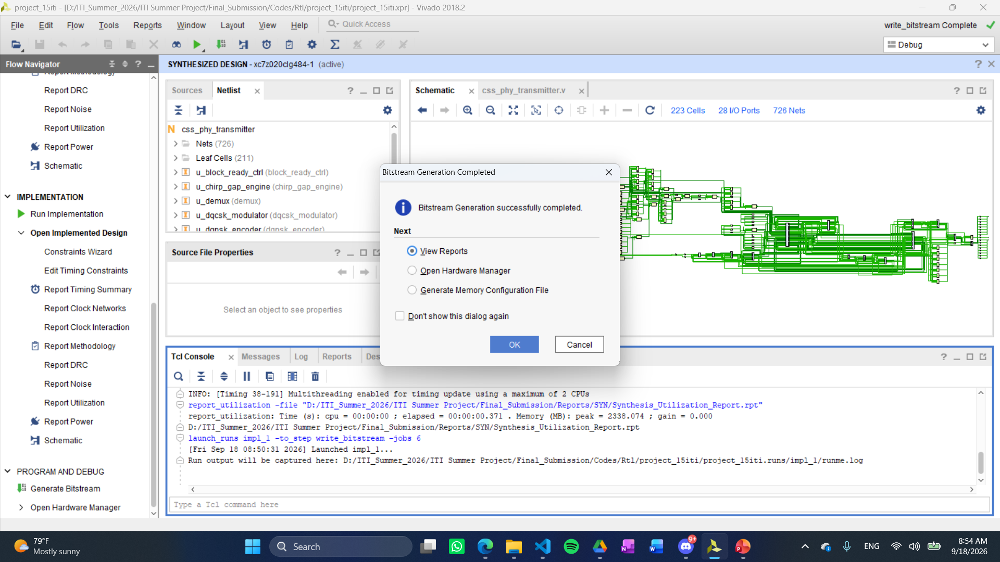 project_15iti - [D:/ITI_Summer_2026/ITI Summer Project/Final_Submission/Codes/Rtl/project_15iti/project_15iti.xpr] - Vivado 2018.2
File Edit Flow Tools Reports Window Layout View Help Quick Access
write_bitstream Complete
Debug
Flow Navigator
SYNTHESIZED DESIGN - xc7z020clg484-1 (active)
Report Methodology
Report DRC
Report Noise
Report Utilization
Report Power
Schematic
IMPLEMENTATION
Run Implementation
Open Implemented Design
Constraints Wizard
Edit Timing Constraints
Report Timing Summary
Report Clock Networks
Report Clock Interaction
Report Methodology
Report DRC
Report Noise
Report Utilization
Report Power
Schematic
PROGRAM AND DEBUG
Generate Bitstream
Open Hardware Manager
Sources Netlist
css_phy_transmitter
Nets (726)
Leaf Cells (211)
u_block_ready_ctrl (block_ready_ctrl)
u_chirp_gap_engine (chirp_gap_engine)
u_demux (demux)
u_dqcsk_modulator (dqcsk_modulator)
u_dqpsk_encoder (dqpsk_encoder)
Source File Properties
Select an object to see properties
Schematic css_phy_transmitter.v
223 Cells 28 I/O Ports 726 Nets
Bitstream Generation Completed
Bitstream Generation successfully completed.
Next
View Reports
Open Hardware Manager
Generate Memory Configuration File
Don't show this dialog again
OK Cancel
Tcl Console Messages Log Reports Des
INFO: [Timing 38-191] Multithreading enabled for timing update using a maximum of 2 CPUs
report_utilization -file "D:/ITI_Summer_2026/ITI Summer Project/Final_Submission/Reports/SYN/Synthesis_Utilization_Report.rpt"
report_utilization: Time (s): cpu = 00:00:00 ; elapsed = 00:00:00.371 . Memory (MB): peak = 2338.074 ; gain = 0.000
D:/ITI_Summer_2026/ITI Summer Project/Final_Submission/Reports/SYN/Synthesis_Utilization_Report.rpt
launch_runs impl_1 -to_step write_bitstream -jobs 6
[Fri Sep 18 08:50:31 2026] Launched impl_1...
Run output will be captured here: D:/ITI_Summer_2026/ITI Summer Project/Final_Submission/Codes/Rtl/project_15iti/project_15iti.runs/impl_1/runme.log
Type a Tcl command here
79°F
Mostly sunny
Search
9+
ENG
8:54 AM
9/18/2026